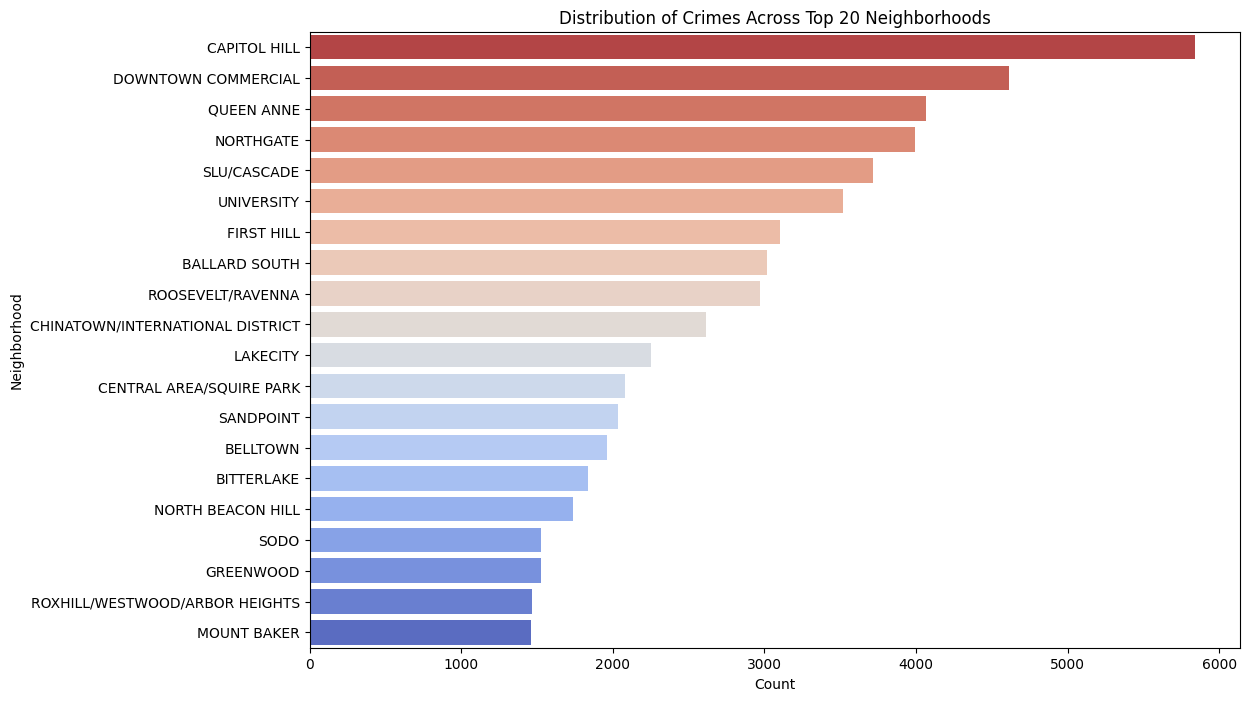 Distribution of Crimes Across Top 20 Neighborhoods
CAPITOL HILL
DOWNTOWN COMMERCIAL
QUEEN ANNE
NORTHGATE
SLU/CASCADE
UNIVERSITY
FIRST HILL
BALLARD SOUTH
ROOSEVELT/RAVENNA
CHINATOWN/INTERNATIONAL DISTRICT
LAKECITY
CENTRAL AREA/SQUIRE PARK
SANDPOINT
BELLTOWN
BITTERLAKE
NORTH BEACON HILL
SODO
GREENWOOD
ROXHILL/WESTWOOD/ARBOR HEIGHTS
MOUNT BAKER
Neighborhood
0 1000 2000 3000 4000 5000 6000
Count